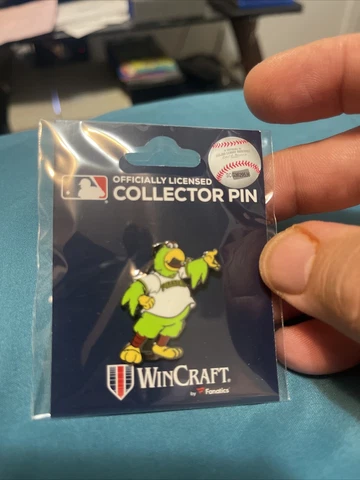 OFFICIALLY LICENSED
COLLECTOR PIN
WINCRAFT.
by Fanatics